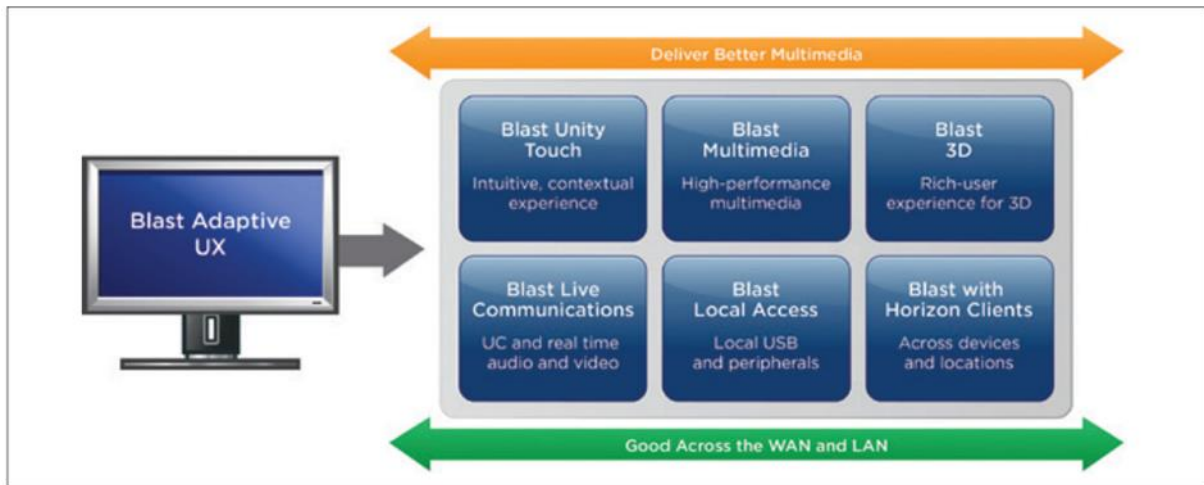 Deliver Better Multimedia
Blast Adaptive
UX
Blast Unity
Touch
Intuitive, contextual
experience
Blast
Multimedia
High-performance
multimedia
Blast
3D
Rich-user
experience for 3D
Blast Live
Communications
UC and real time
audio and video
Blast
Local Access
Local USB
and peripherals
Blast with
Horizon Clients
Across devices
and locations
Good Across the WAN and LAN